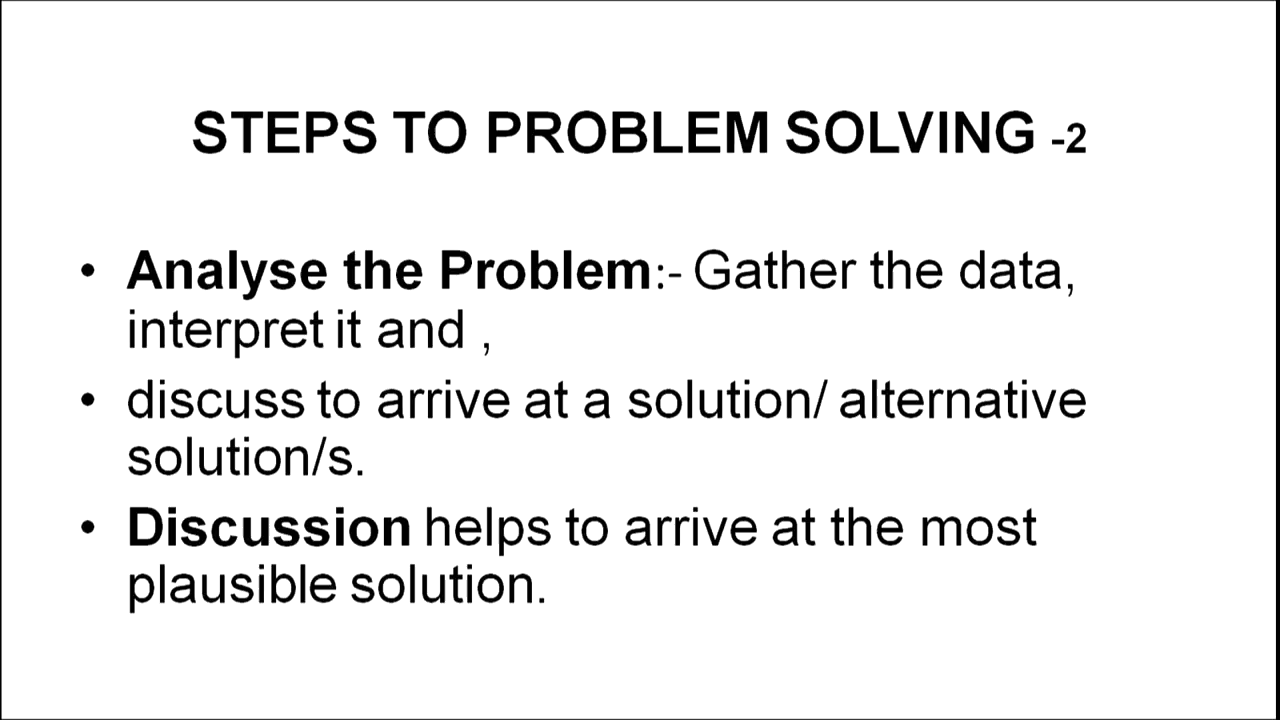 STEPS TO PROBLEM SOLVING -2
• Analyse the Problem:- Gather the data,
interpret it and ,
• discuss to arrive at a solution/ alternative
solution/s.
• Discussion helps to arrive at the most
plausible solution.